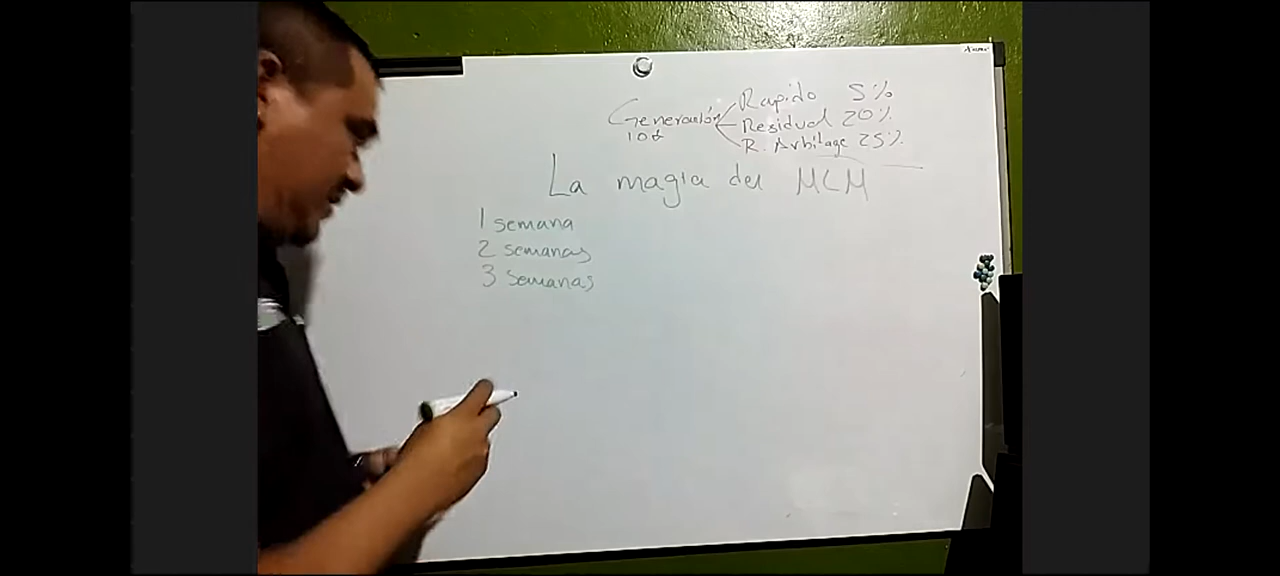 Generación
10%
Rapido 5%
Residual 20%
R. Arbitage 25%
La magia del MLM
1 semana
2 semanas
3 semanas